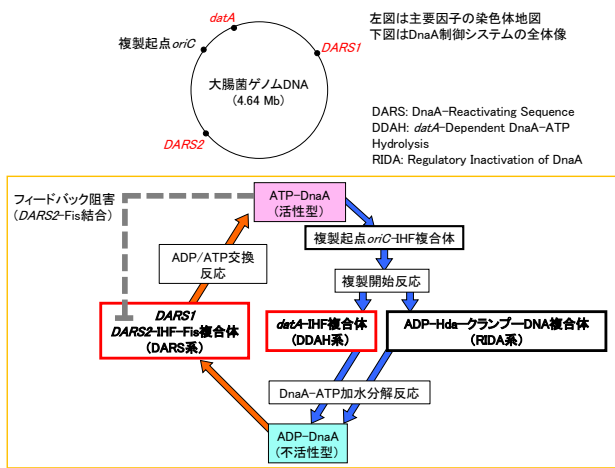 datA
複製起点oriC
DARS1
大腸菌ゲノムDNA
(4.64 Mb)
DARS2
左図は主要因子の染色体地図
下図はDnaA制御システムの全体像
DARS: DnaA-Reactivating Sequence
DDAH: datA-Dependent DnaA-ATP
Hydrolysis
RIDA: Regulatory Inactivation of DnaA
フィードバック阻害
(DARS2-Fis結合)
ATP-DnaA
(活性型)
複製起点oriC-IHF複合体
ADP/ATP交換
反応
複製開始反応
DARS1
DARS2-IHF-Fis複合体
(DARS系)
datA-IHF複合体
(DDAH系)
ADP-Hda-クランプ-DNA複合体
(RIDA系)
DnaA-ATP加水分解反応
ADP-DnaA
(不活性型)